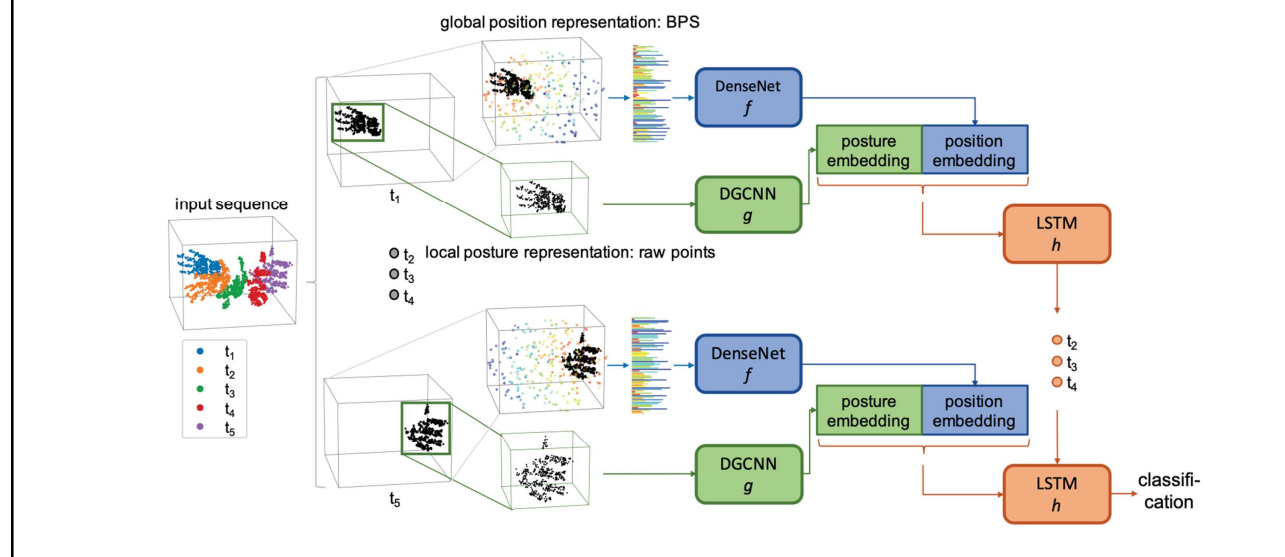 global position representation: BPS
DenseNet
f
posture
embedding
position
embedding
t1
DGCNN
g
input sequence
LSTM
h
t2
t3
t4
local posture representation: raw points
t1
t2
t3
t4
t5
DenseNet
f
t2
t3
t4
posture
embedding
position
embedding
DGCNN
g
t5
LSTM
h
classifi-
cation